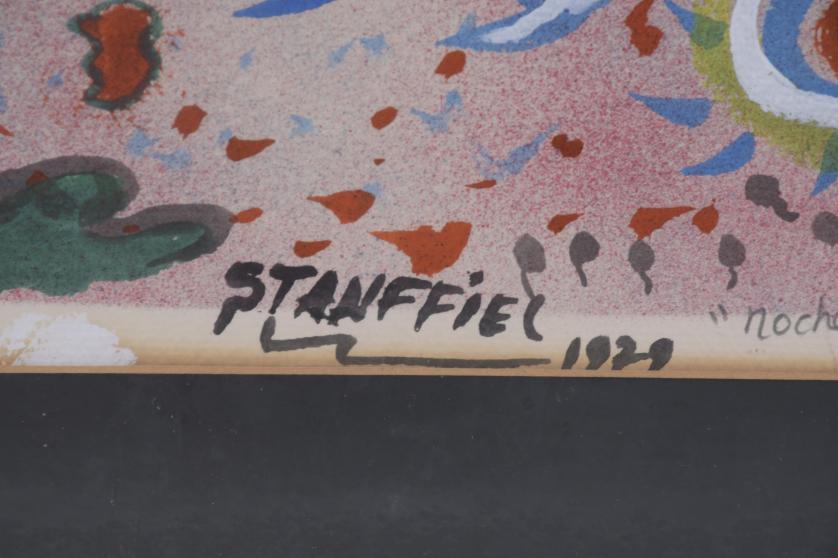 STANFFIEL
1929
"noche